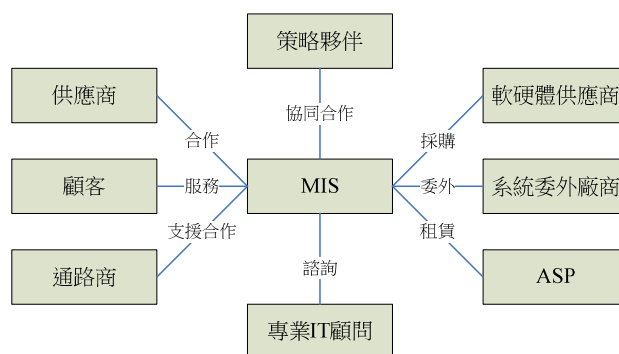 策略夥伴
供應商
軟硬體供應商
協同合作
合作
採購
顧客
服務
MIS
委外
系統委外廠商
支援合作
租賃
通路商
諮詢
ASP
專業IT顧問